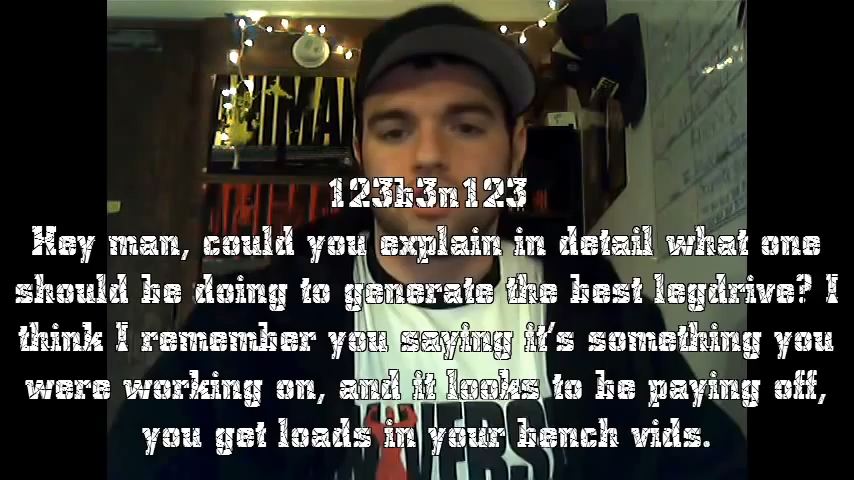 ANIMAL
123b3n123
Hey man, could you explain in detail what one
should be doing to generate the best legdrive? I
think I remember you saying it's something you
were working on, and it looks to be paying off,
you get loads in your bench vids.